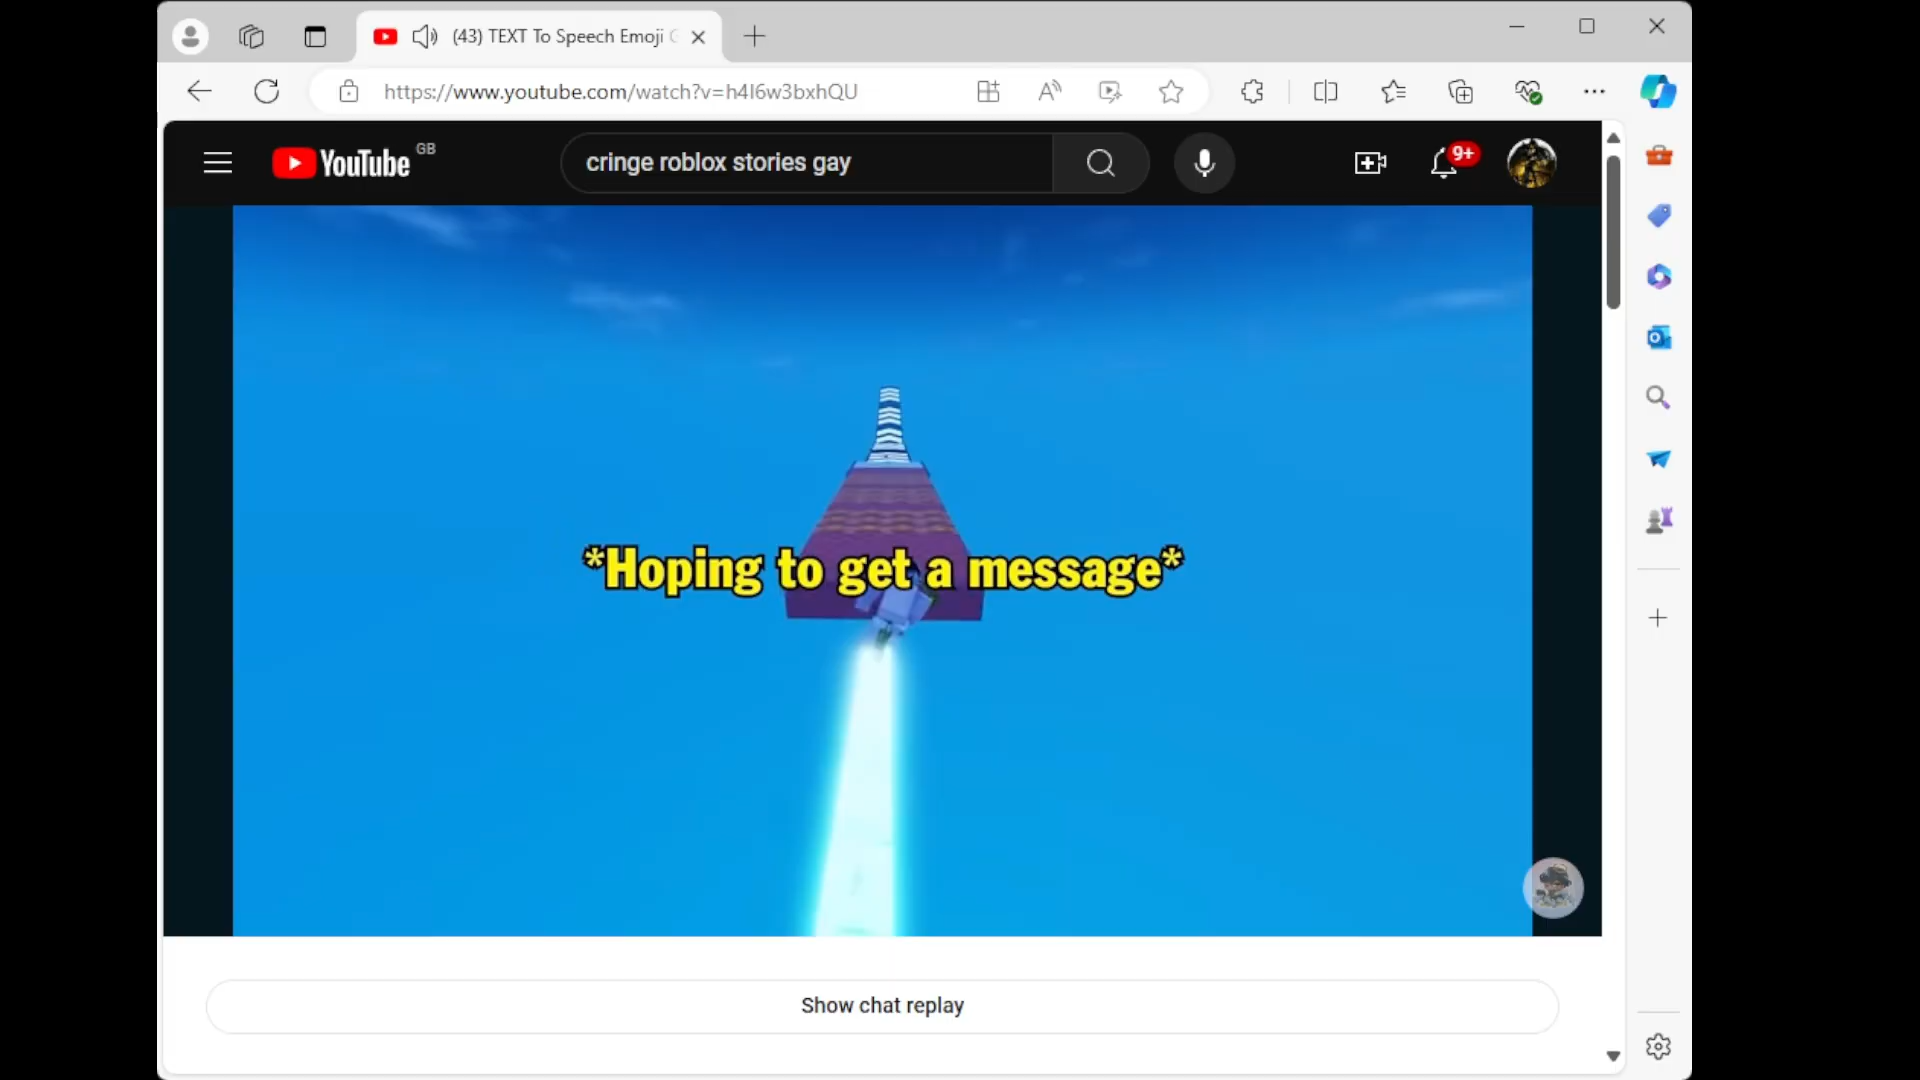 (43) TEXT To Speech Emoji
https://www.youtube.com/watch?v=h4I6w3bxhQU
YouTube GB
cringe roblox stories gay
9+
*Hoping to get a message*
Show chat replay